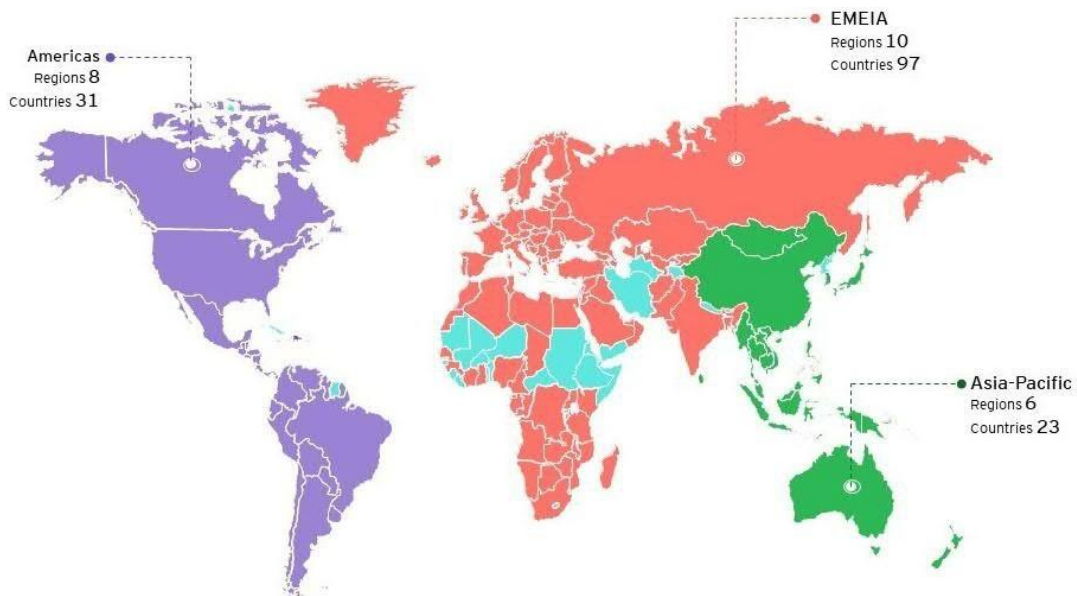 Americas
Regions 8
Countries 31
EMEIA
Regions 10
Countries 97
Asia-Pacific
Regions 6
Countries 23